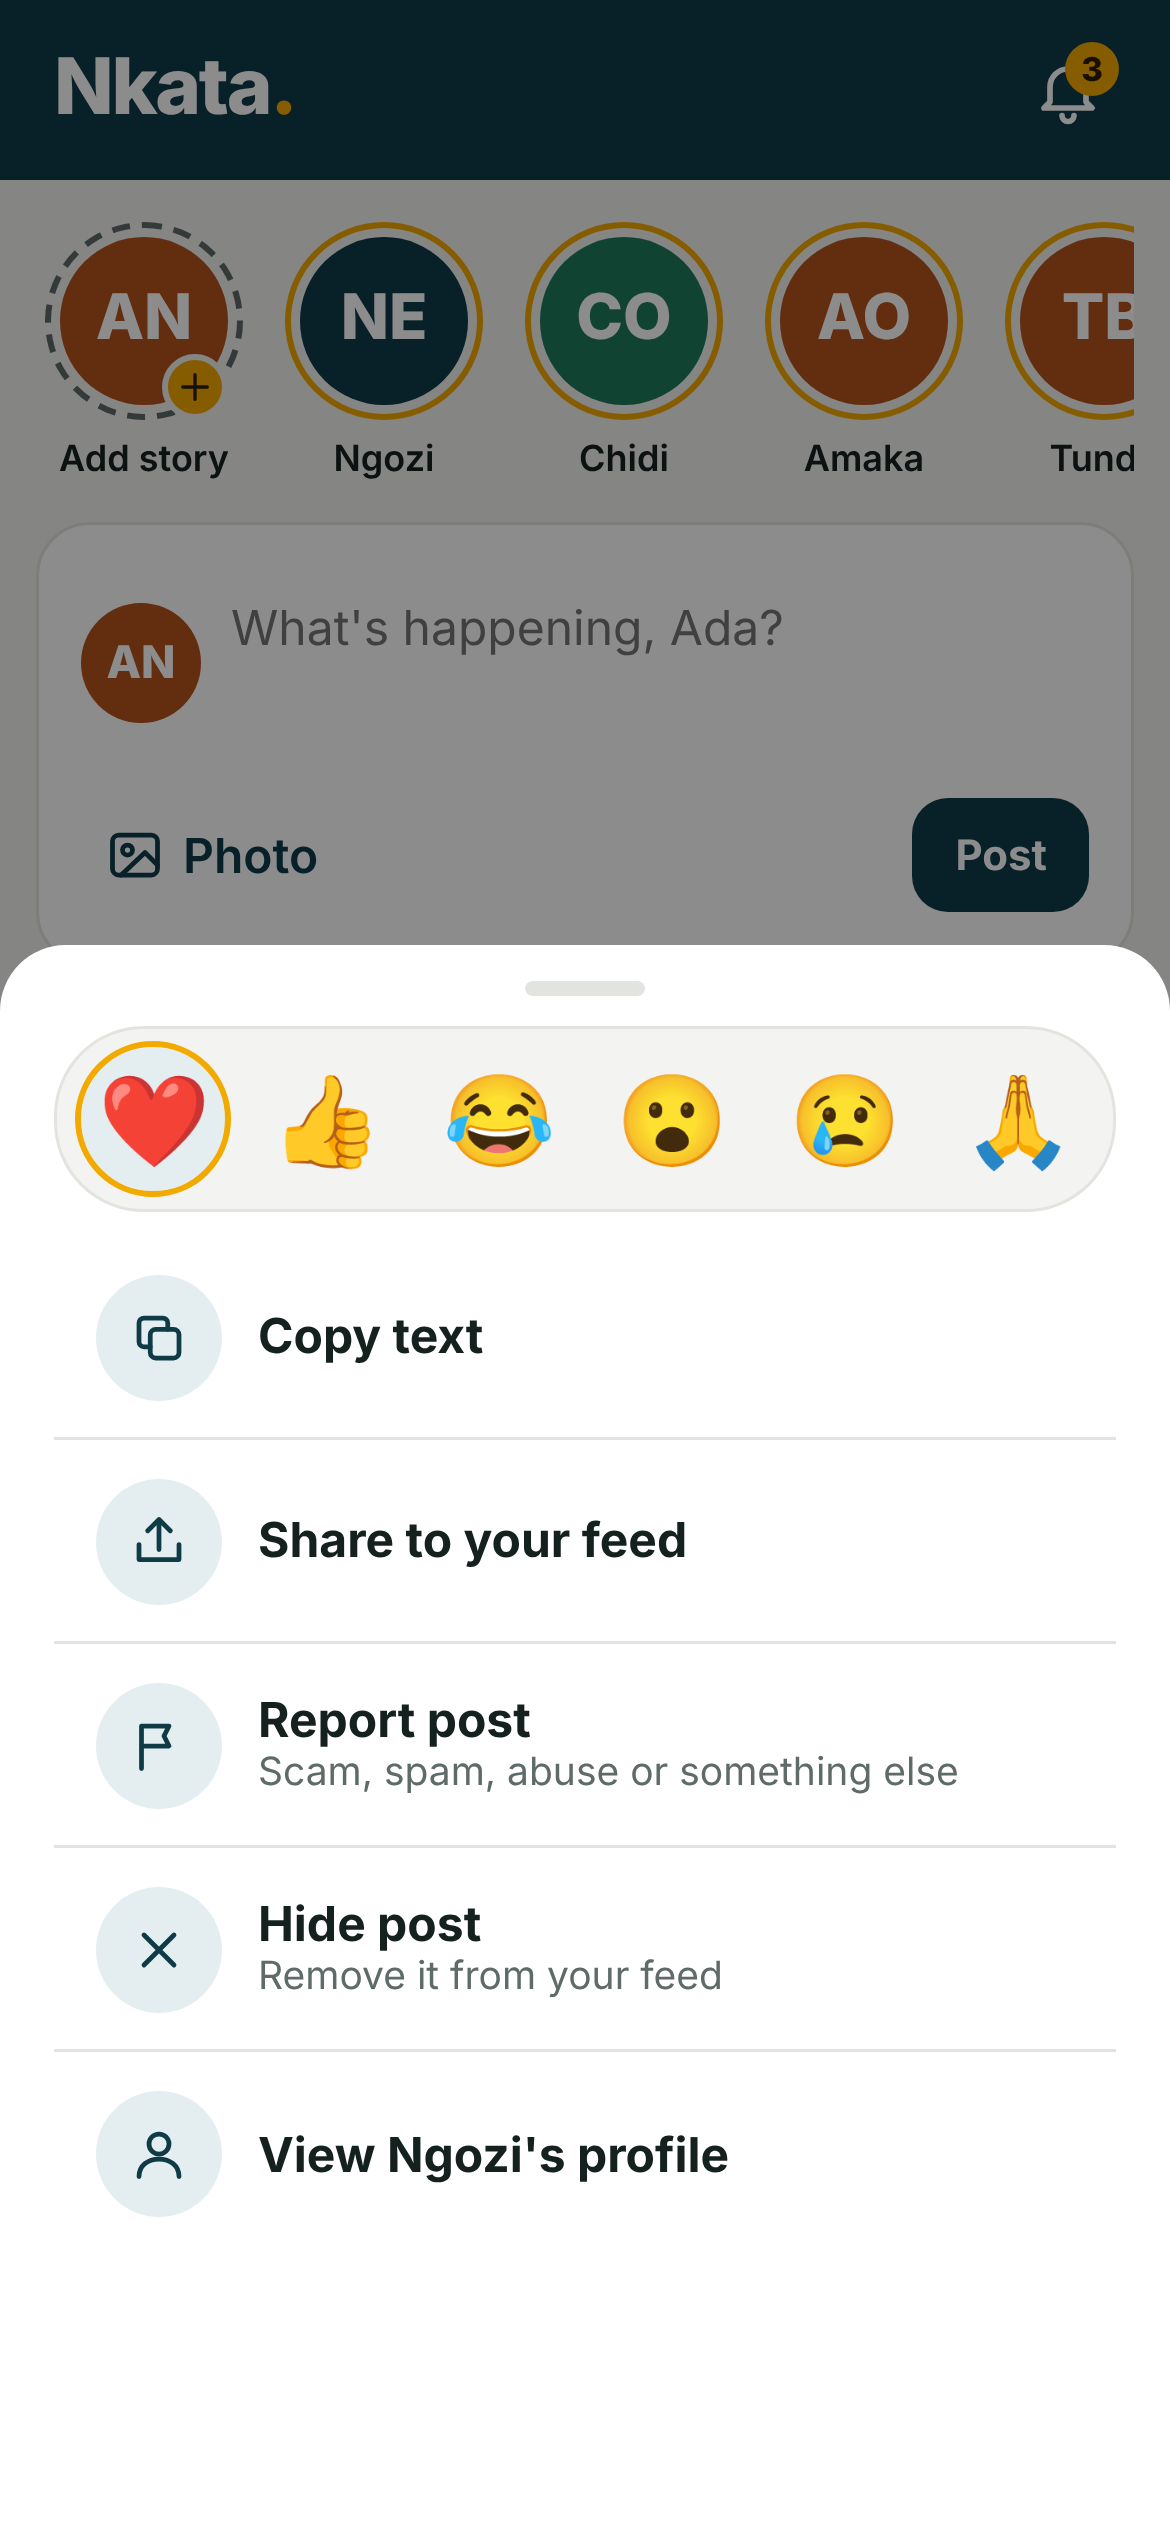 Nkata.
3
AN
NE
CO
AO
TB
Add story
Ngozi
Chidi
Amaka
Tund
AN
What's happening, Ada?
Photo
Post
Copy text
Share to your feed
Report post
Scam, spam, abuse or something else
Hide post
Remove it from your feed
View Ngozi's profile